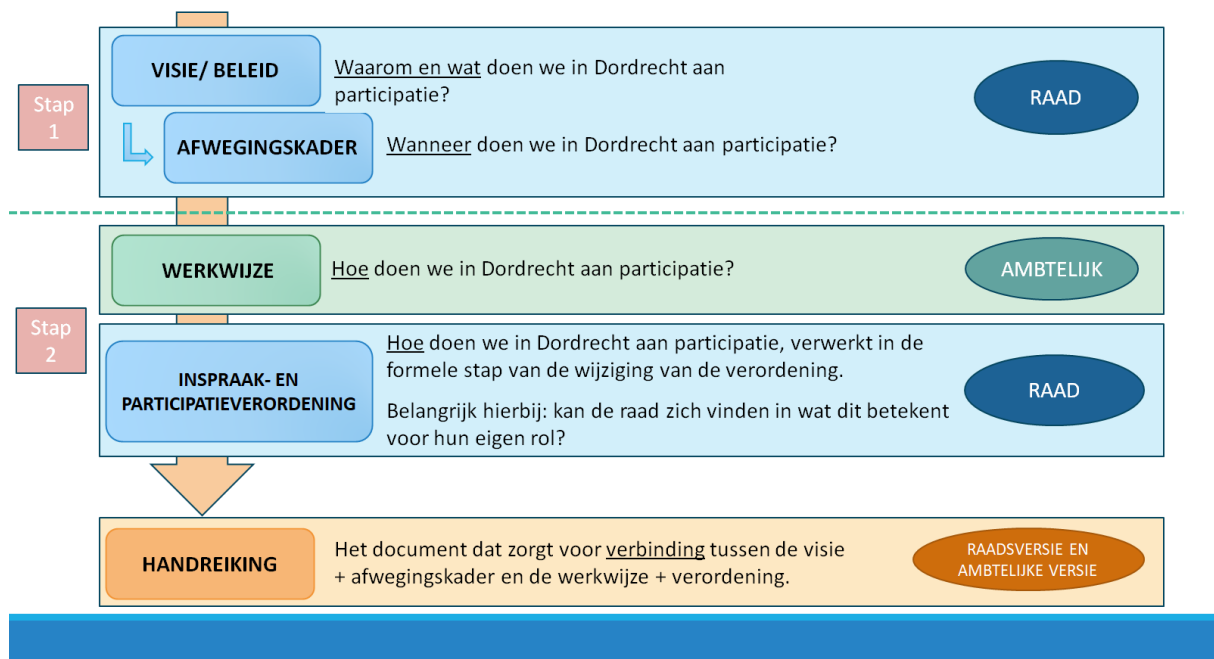 Stap
1
VISIE/ BELEID
Waarom en wat doen we in Dordrecht aan
participatie?
RAAD
AFWEGINGSKADER
Wanneer doen we in Dordrecht aan participatie?
Stap
2
WERKWIJZE
Hoe doen we in Dordrecht aan participatie?
AMBTELIJK
INSPRAAK- EN
PARTICIPATIEVERORDENING
Hoe doen we in Dordrecht aan participatie, verwerkt in de
formele stap van de wijziging van de verordening.
Belangrijk hierbij: kan de raad zich vinden in wat dit betekent
voor hun eigen rol?
RAAD
HANDREIKING
Het document dat zorgt voor verbinding tussen de visie
+ afwegingskader en de werkwijze + verordening.
RAADSVERSIE EN
AMBTELIJKE VERSIE